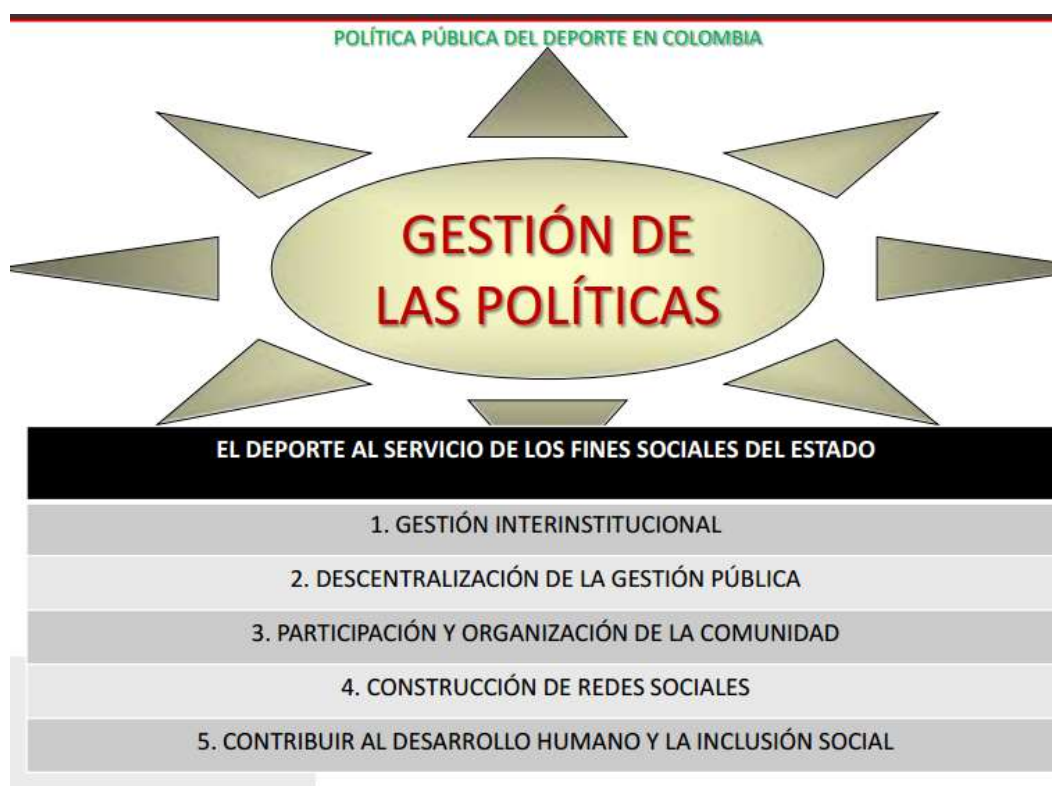 POLÍTICA PÚBLICA DEL DEPORTE EN COLOMBIA
GESTIÓN DE
LAS POLÍTICAS
EL DEPORTE AL SERVICIO DE LOS FINES SOCIALES DEL ESTADO
1. GESTIÓN INTERINSTITUCIONAL
2. DESCENTRALIZACIÓN DE LA GESTIÓN PÚBLICA
3. PARTICIPACIÓN Y ORGANIZACIÓN DE LA COMUNIDAD
4. CONSTRUCCIÓN DE REDES SOCIALES
5. CONTRIBUIR AL DESARROLLO HUMANO Y LA INCLUSIÓN SOCIAL